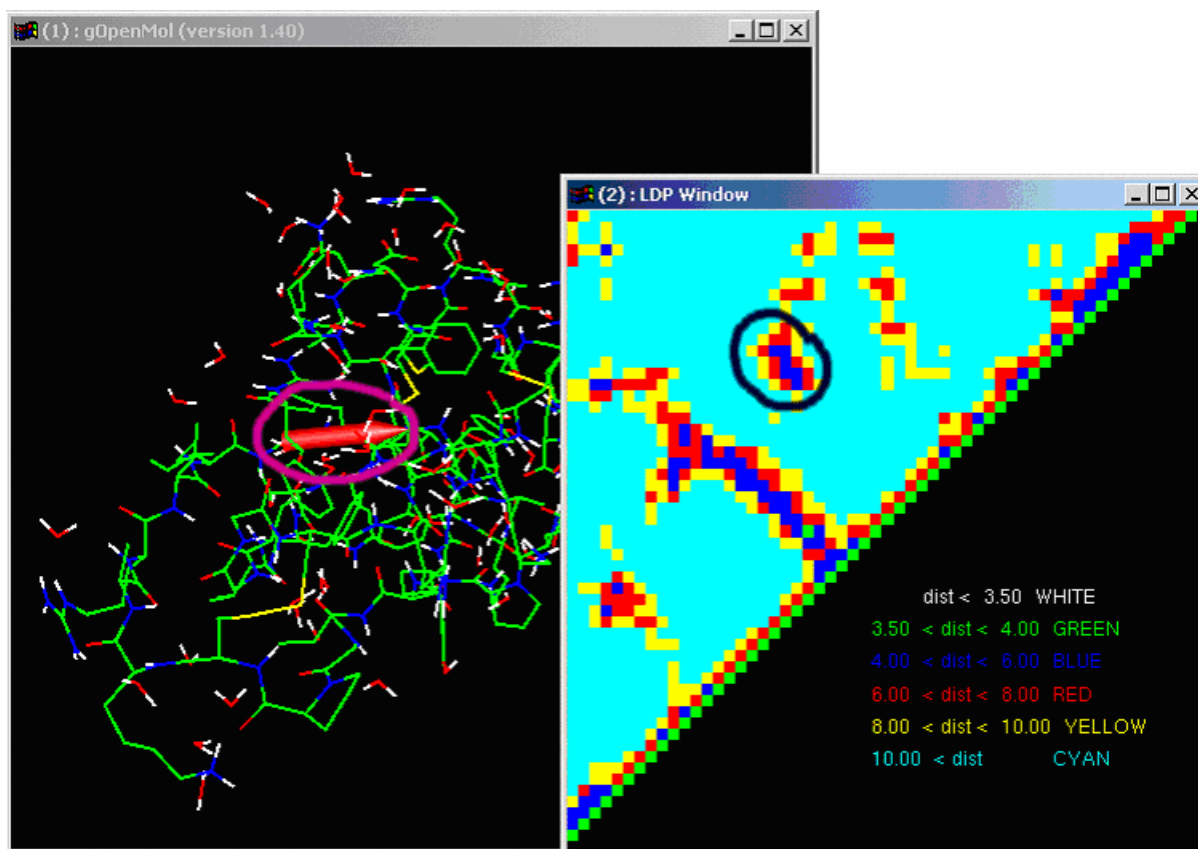 (1) : gOpenMol (version 1.40)
(2) : LDP Window
dist < 3.50 WHITE
3.50 < dist < 4.00 GREEN
4.00 < dist < 6.00 BLUE
6.00 < dist < 8.00 RED
8.00 < dist < 10.00 YELLOW
10.00 < dist CYAN